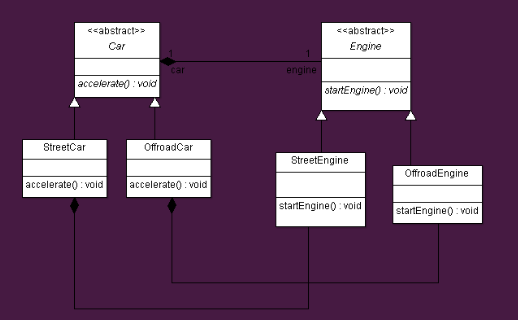 <<abstract>>
Car
accelerate() : void
<<abstract>>
Engine
startEngine() : void
1
car
1
engine
StreetCar
accelerate() : void
OffroadCar
accelerate() : void
StreetEngine
startEngine() : void
OffroadEngine
startEngine() : void